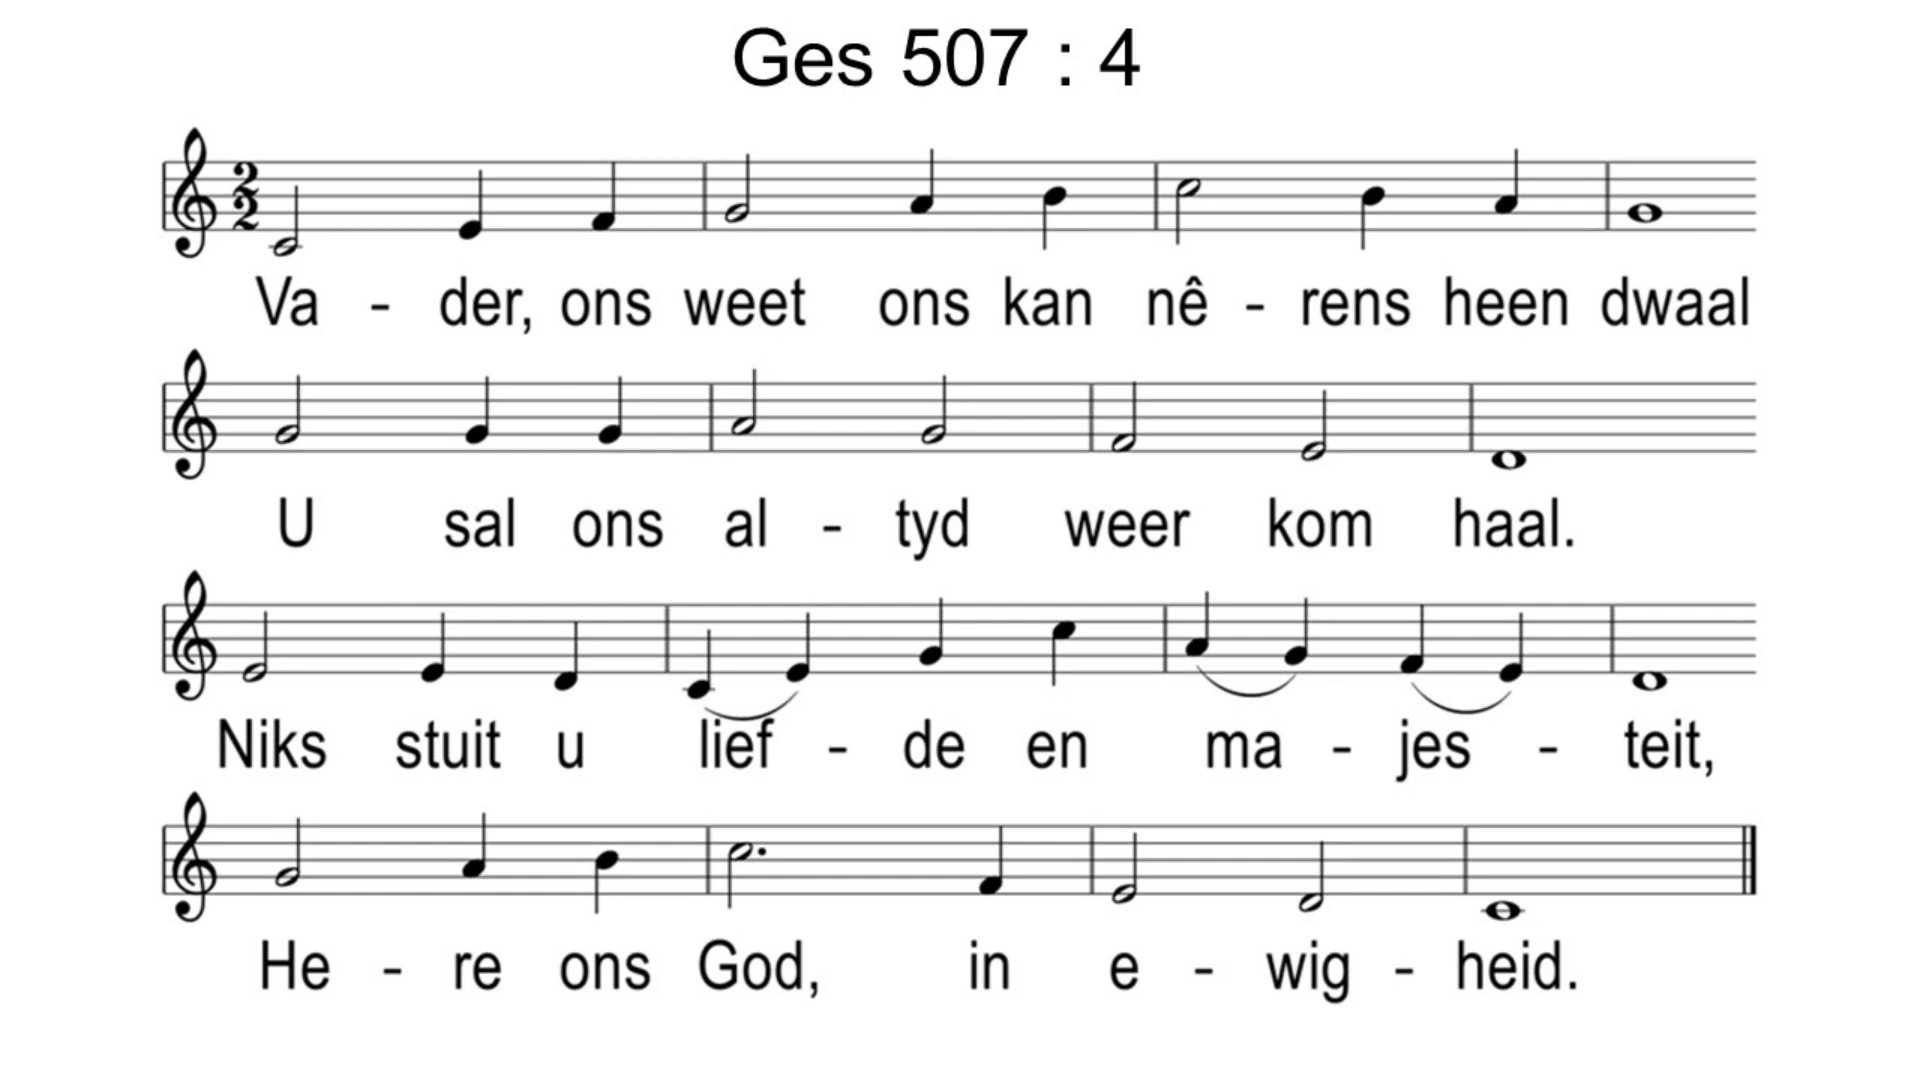 Ges 507 : 4
Va - der, ons weet ons kan nê - rens heen dwaal
U sal ons al - tyd weer kom haal.
Niks stuit u lief - de en ma - jes - teit,
He - re ons God, in e - wig - heid.